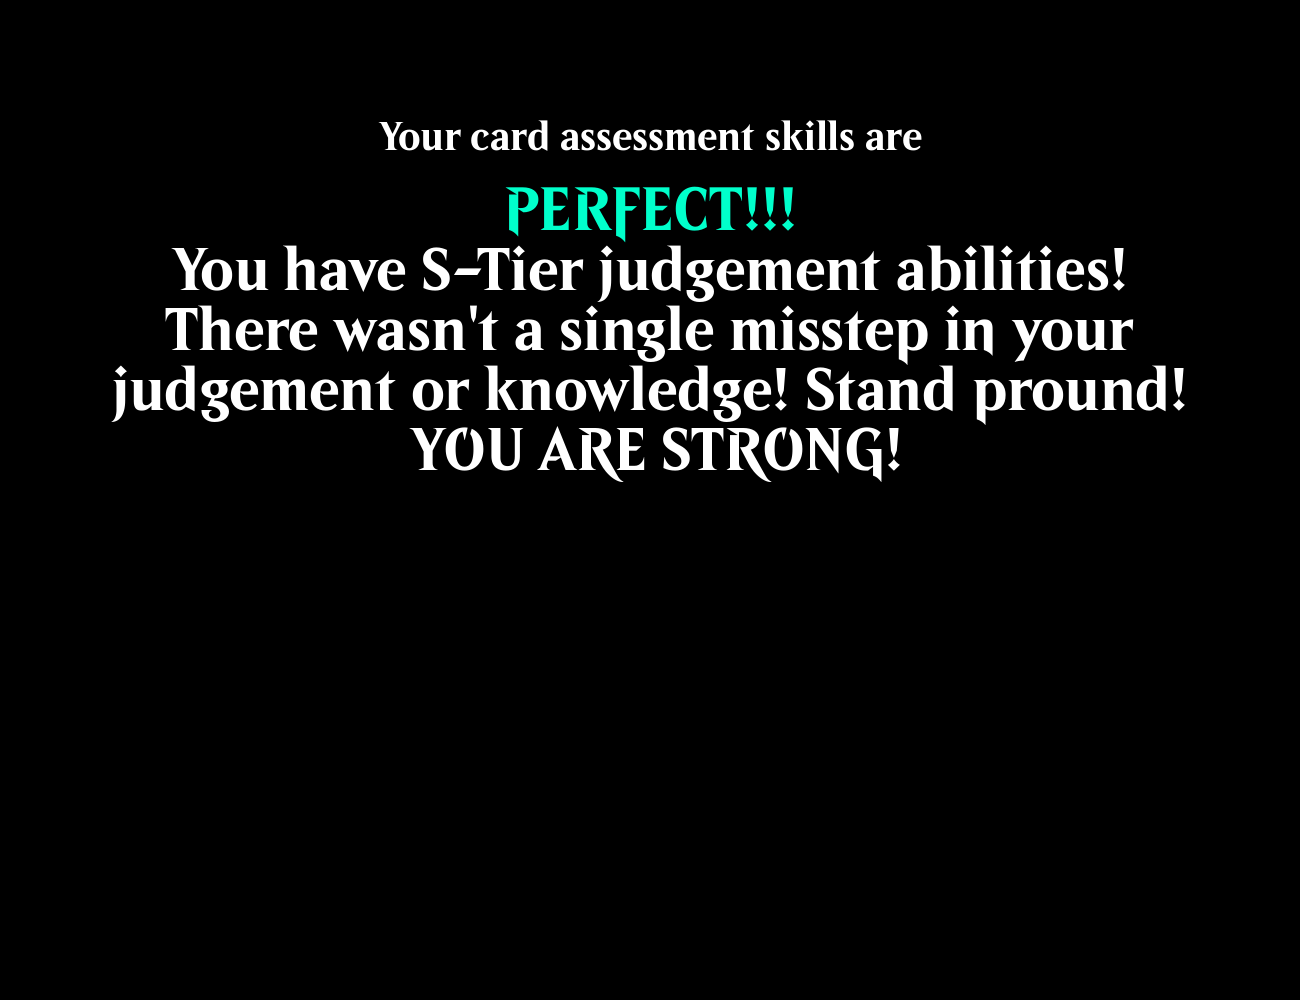 Your card assessment skills are
PERFECT!!!
You have S-Tier judgement abilities!
There wasn't a single misstep in your
judgement or knowledge! Stand pround!
YOU ARE STRONG!